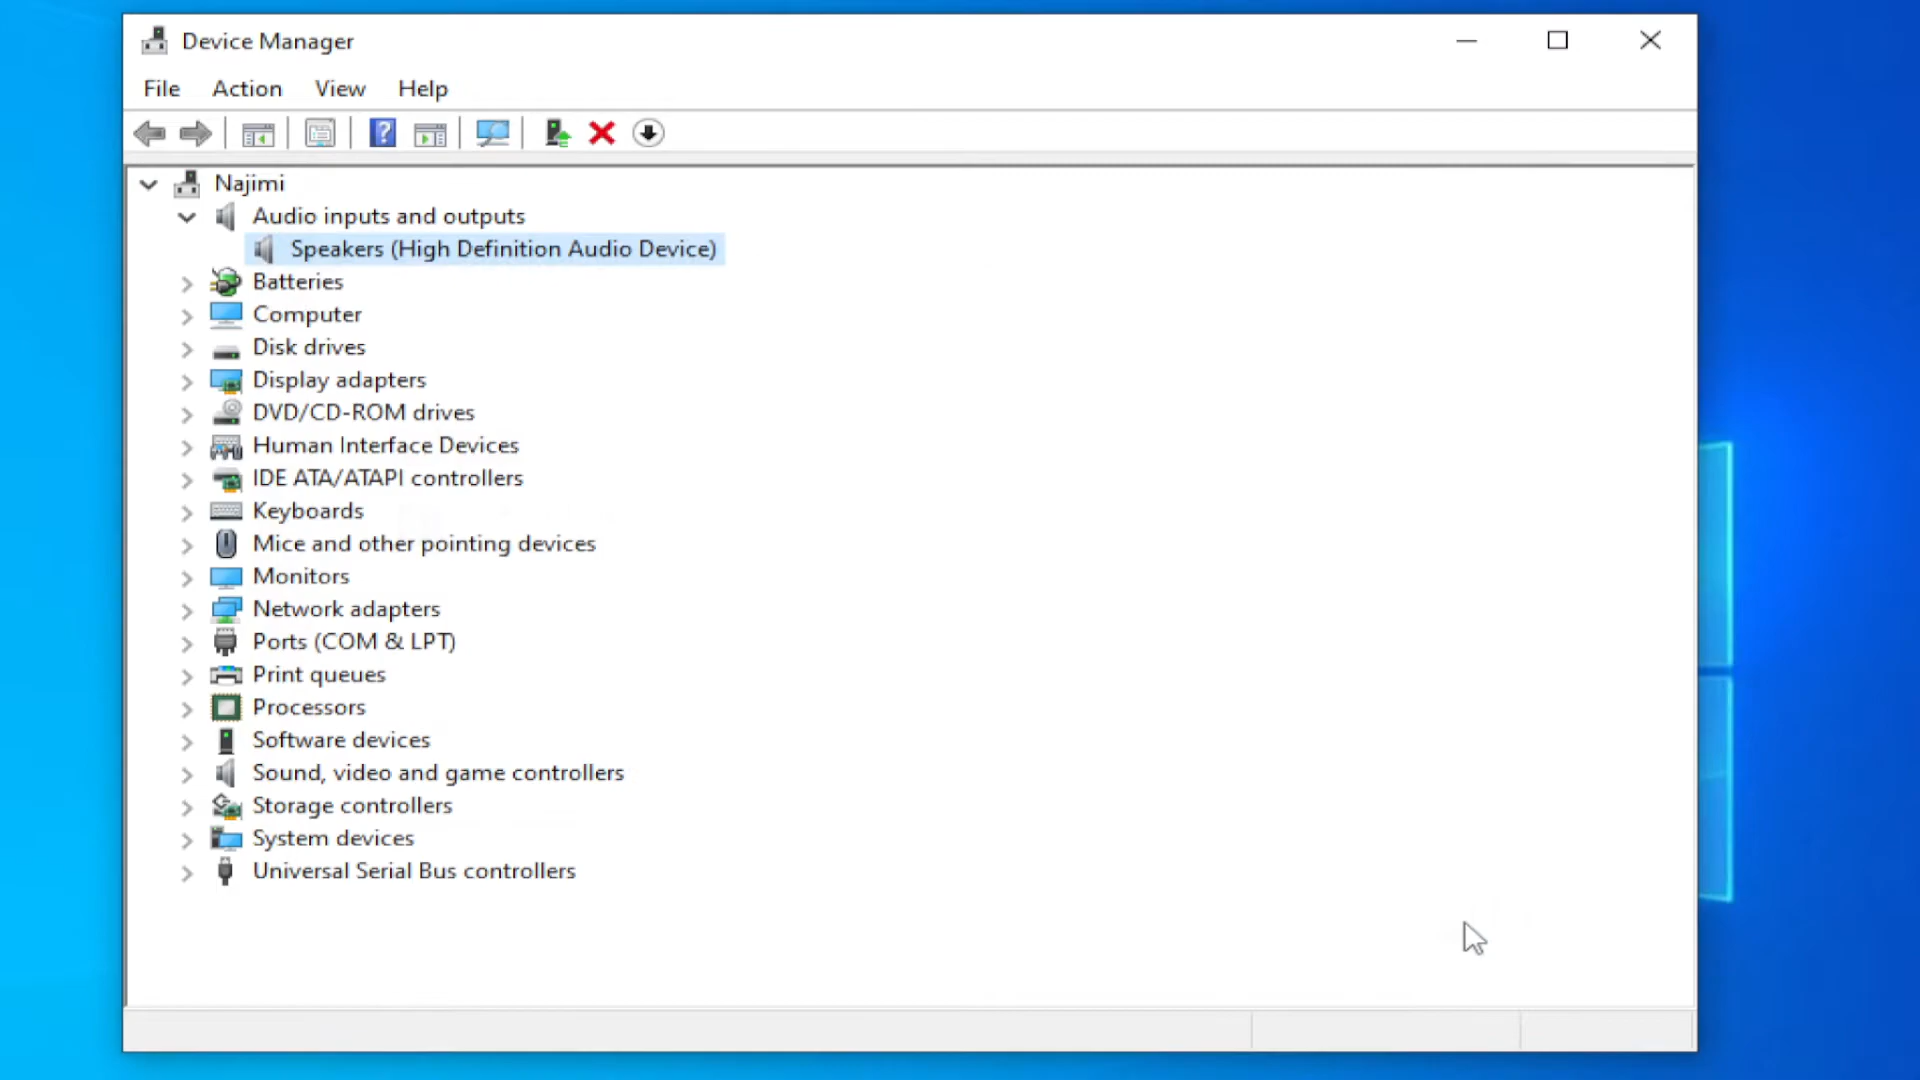 Device Manager
File Action View Help
Najimi
Audio inputs and outputs
Speakers (High Definition Audio Device)
Batteries
Computer
Disk drives
Display adapters
DVD/CD-ROM drives
Human Interface Devices
IDE ATA/ATAPI controllers
Keyboards
Mice and other pointing devices
Monitors
Network adapters
Ports (COM & LPT)
Print queues
Processors
Software devices
Sound, video and game controllers
Storage controllers
System devices
Universal Serial Bus controllers